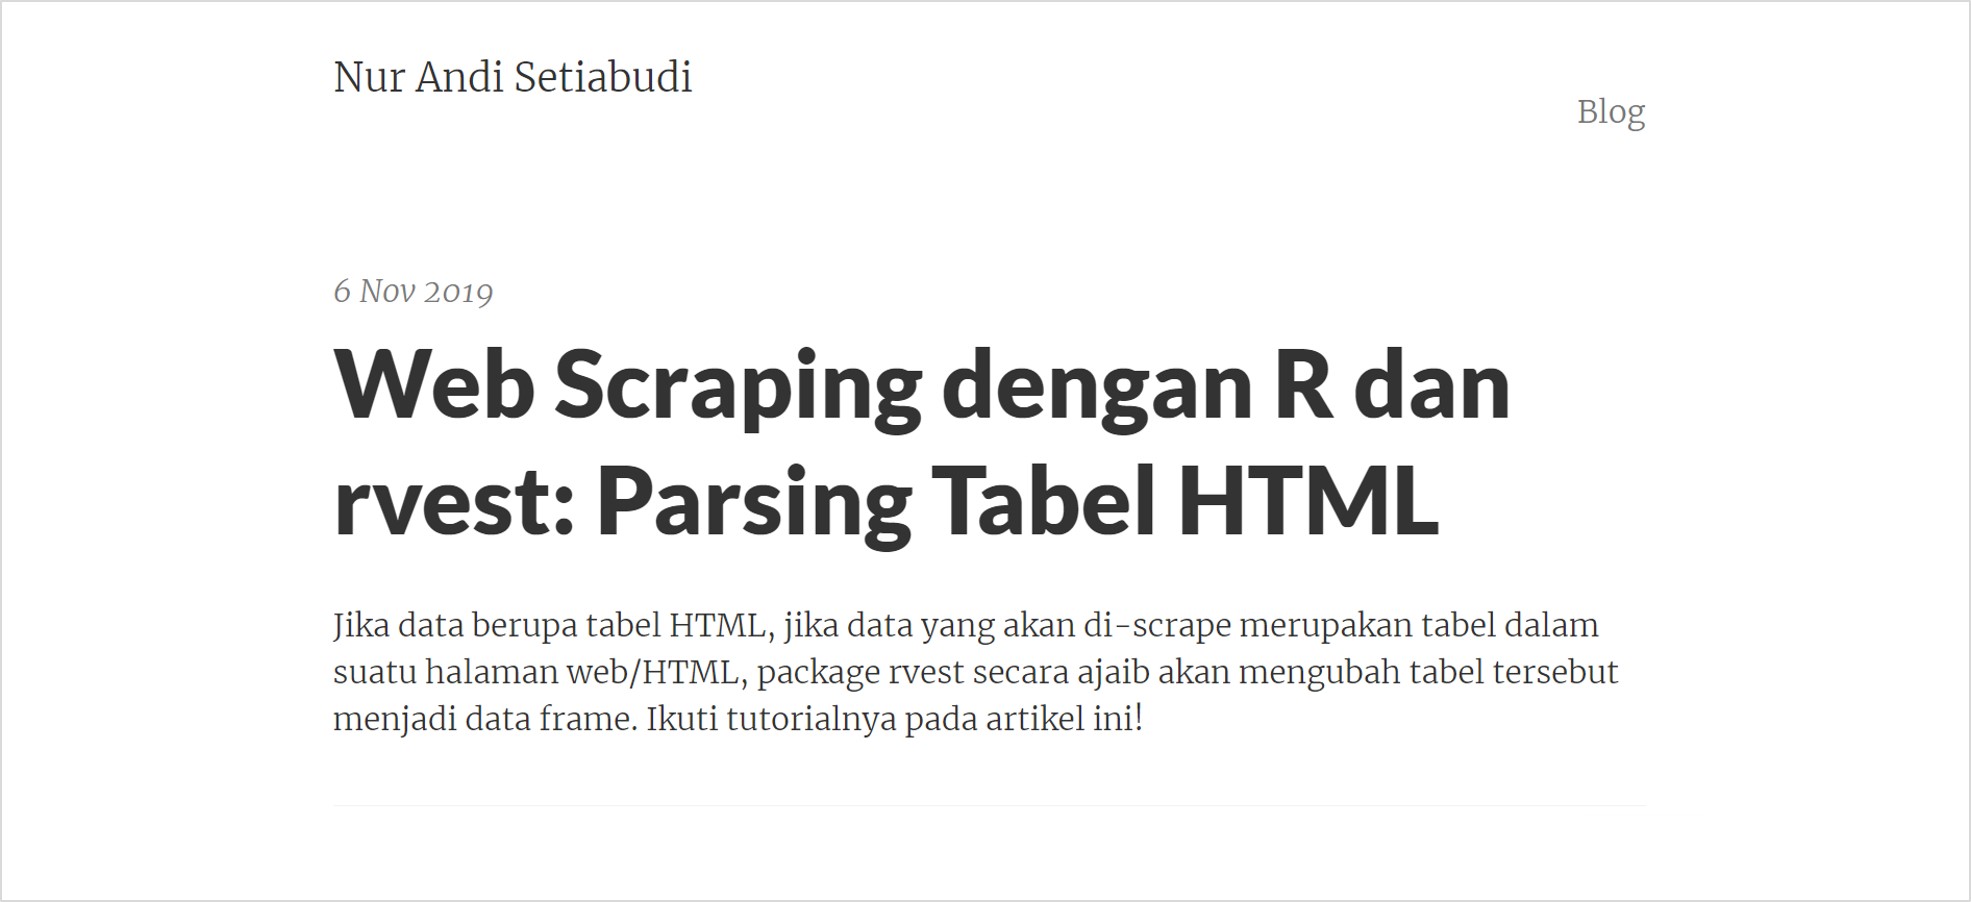 Nur Andi Setiabudi
Blog
6 Nov 2019
Web Scraping dengan R dan
rvest: Parsing Tabel HTML
Jika data berupa tabel HTML, jika data yang akan di-scrape merupakan tabel dalam
suatu halaman web/HTML, package rvest secara ajaib akan mengubah tabel tersebut
menjadi data frame. Ikuti tutorialnya pada artikel ini!